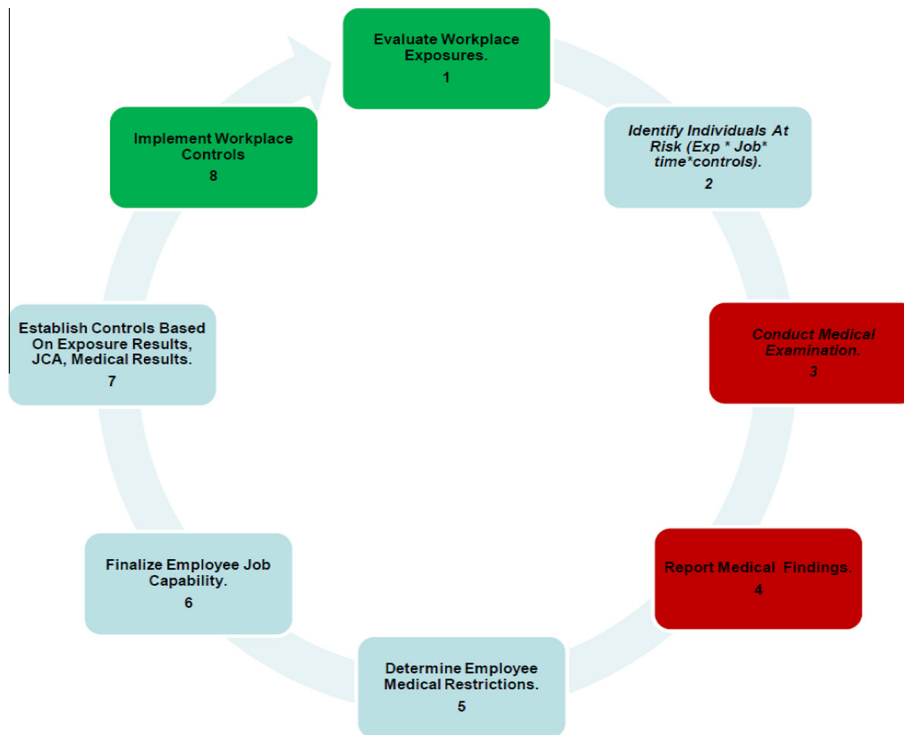 Evaluate Workplace
Exposures.
1
Identify Individuals At
Risk (Exp * Job*
time*controls).
2
Conduct Medical
Examination.
3
Report Medical Findings.
4
Determine Employee
Medical Restrictions.
5
Finalize Employee Job
Capability.
6
Establish Controls Based
On Exposure Results,
JCA, Medical Results.
7
Implement Workplace
Controls
8